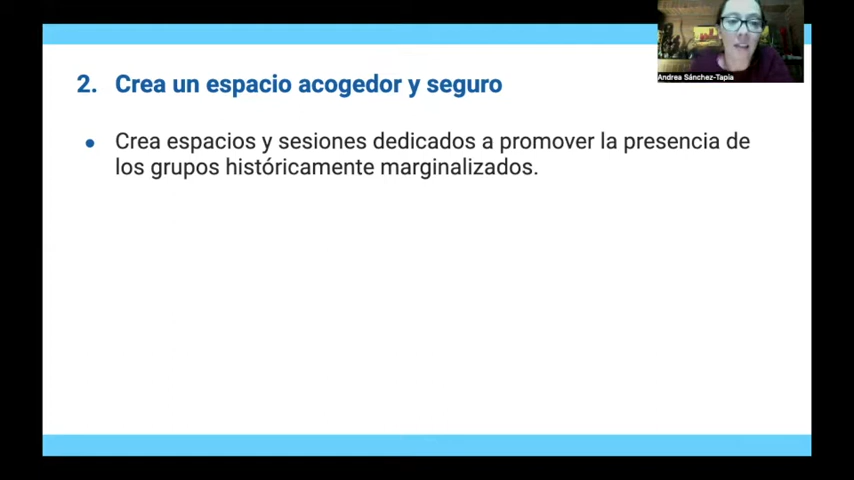 Andrea Sánchez-Tapia
2. Crea un espacio acogedor y seguro
● Crea espacios y sesiones dedicados a promover la presencia de
los grupos históricamente marginalizados.